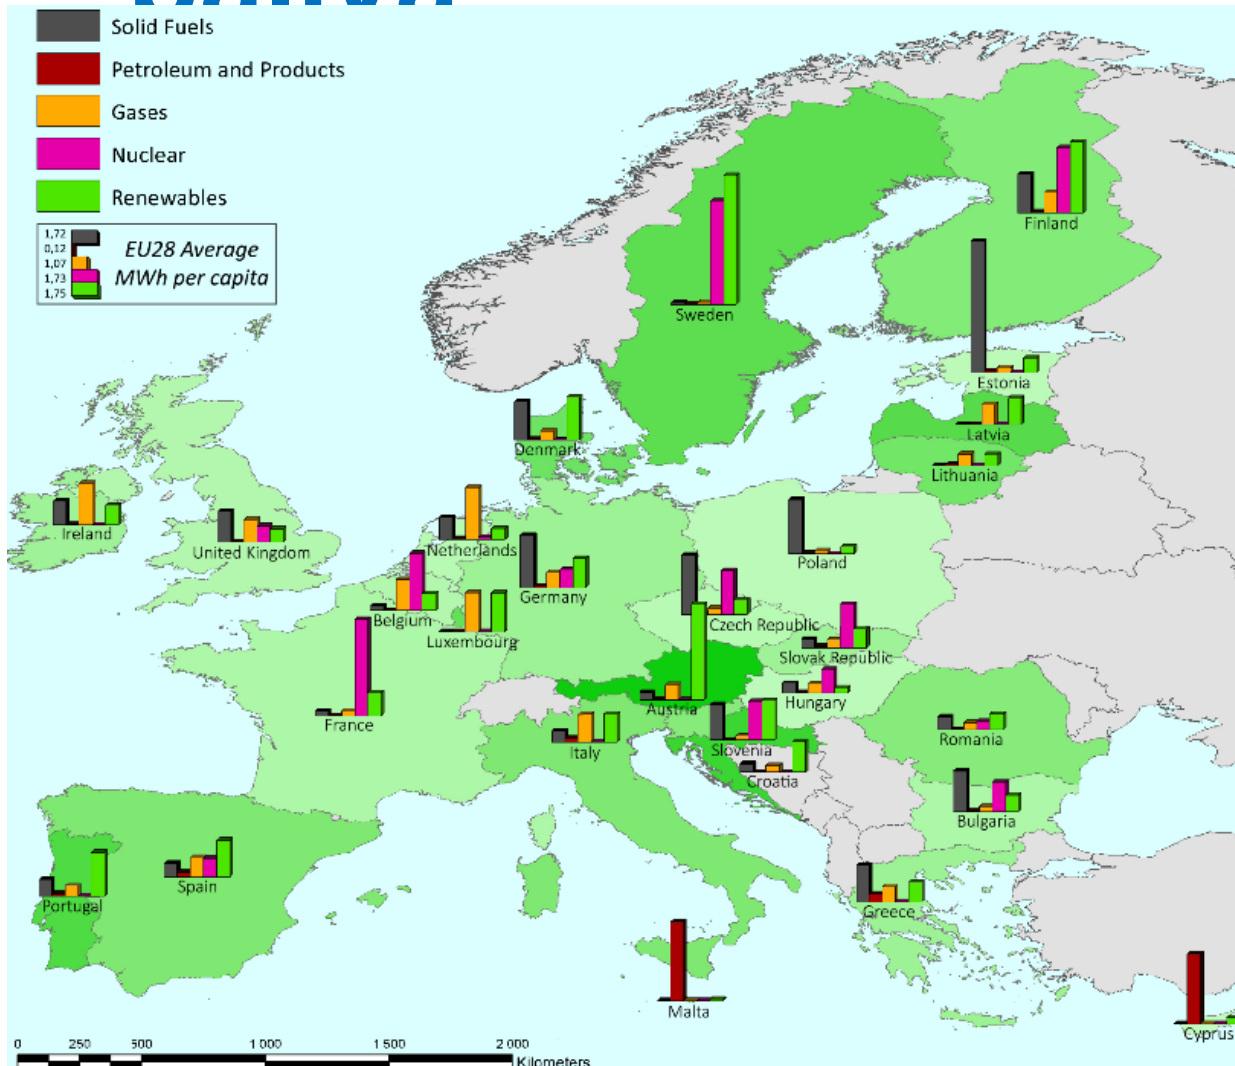 Solid Fuels
Petroleum and Products
Gases
Nuclear
Renewables
1,72
0,12
1,07
1,73
1,75
EU28 Average
MWh per capita
Finland
Sweden
Estonia
Latvia
Lithuania
Denmark
Ireland
United Kingdom
Netherlands
Poland
Germany
Belgium
Czech Republic
Luxembourg
Slovak Republic
Hungary
Austria
France
Romania
Italy
Slovenia
Croatia
Bulgaria
Spain
Portugal
Greece
Malta
Cyprus
0 250 500 1 000 1 500 2 000
Kilometers